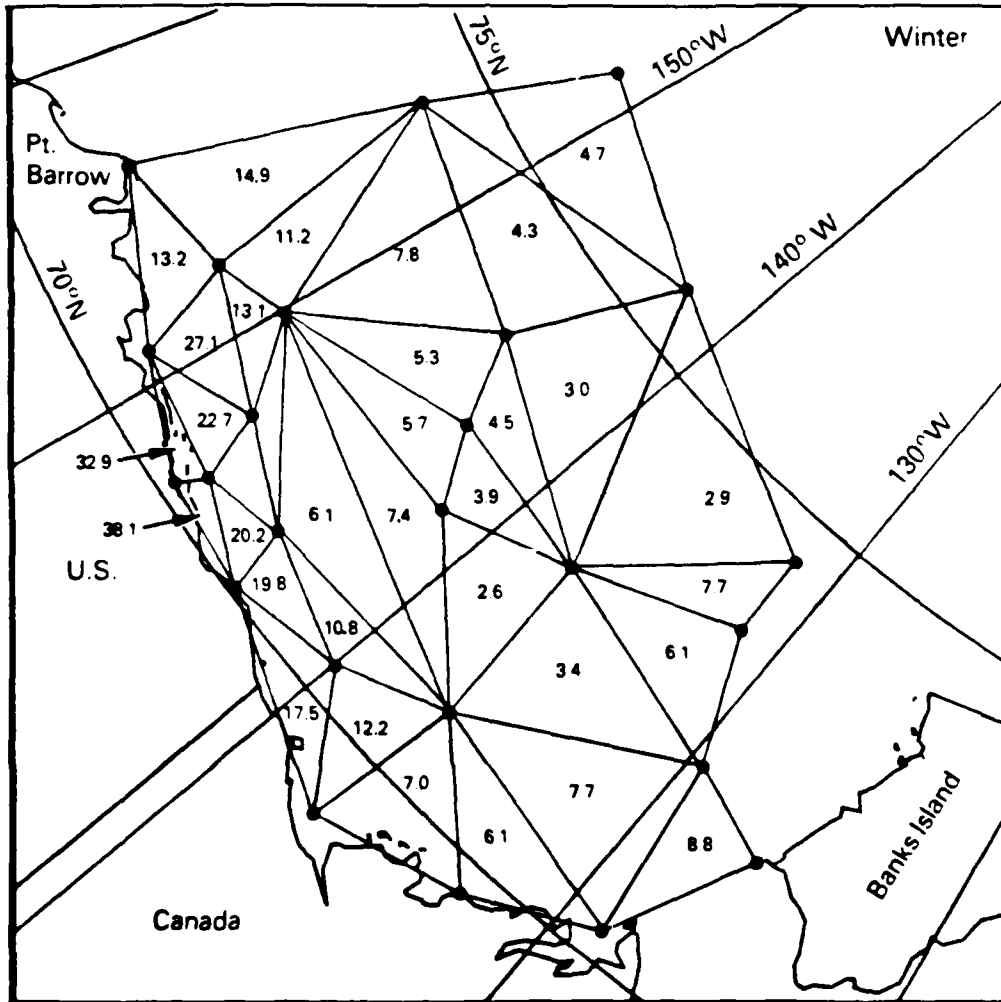 Winter
75°N
150°W
Pt.
Barrow
4 7
14.9
140° W
11.2
4.3
7.8
13.2
70°N
13 1
27.1
5.3
3 0
22 7
5 7
4 5
130°W
32 9
3.9
2 9
38 1
20.2
6 1
7.4
U.S.
19 8
2.6
7.7
10.8
6 1
3 4
17.5
12.2
7.0
7 7
6 1
8.8
Banks Island
Canada